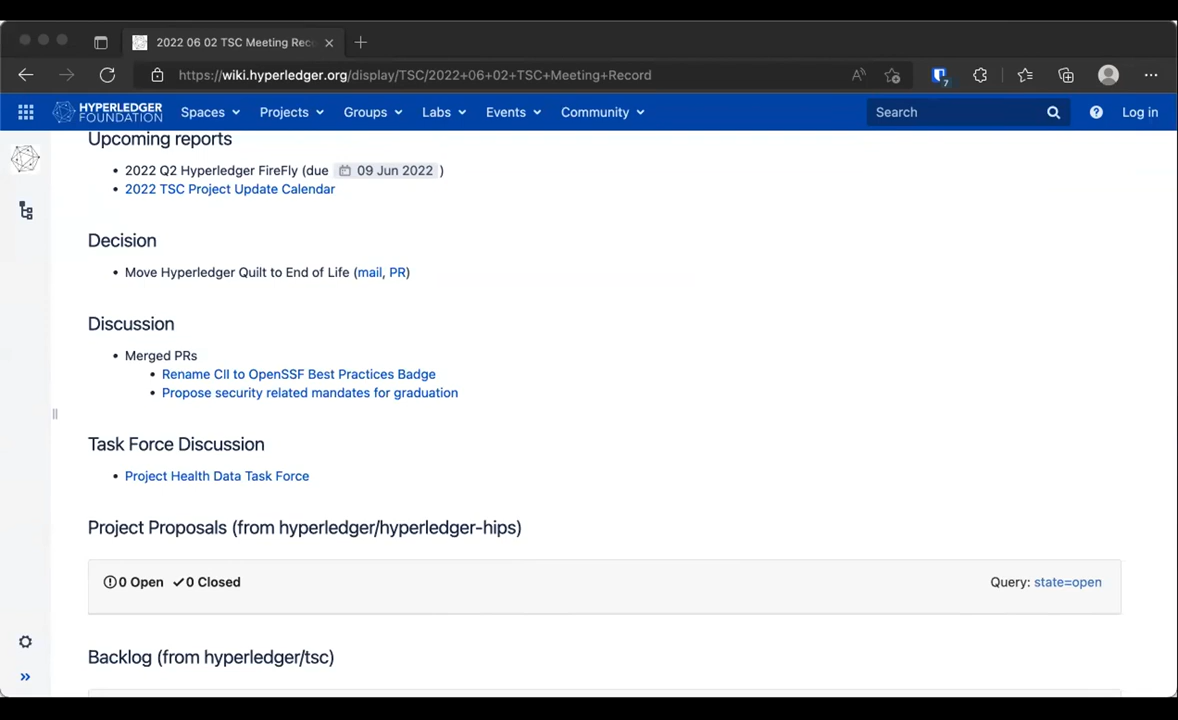 2022 06 02 TSC Meeting Rec
https://wiki.hyperledger.org/display/TSC/2022+06+02+TSC+Meeting+Record
7
HYPERLEDGER
FOUNDATION
Spaces Projects Groups Labs Events Community Search Log in
Upcoming reports
• 2022 Q2 Hyperledger FireFly (due 09 Jun 2022 )
• 2022 TSC Project Update Calendar
Decision
• Move Hyperledger Quilt to End of Life (mail, PR)
Discussion
• Merged PRs
• Rename CII to OpenSSF Best Practices Badge
• Propose security related mandates for graduation
Task Force Discussion
• Project Health Data Task Force
Project Proposals (from hyperledger/hyperledger-hips)
0 Open 0 Closed Query: state=open
Backlog (from hyperledger/tsc)